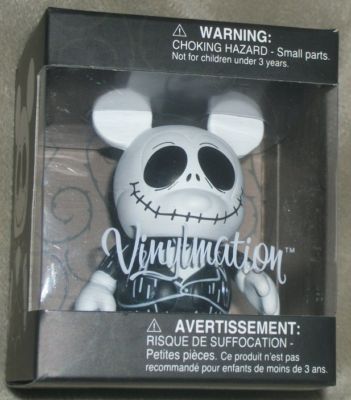 ⚠ WARNING:
CHOKING HAZARD - Small parts.
Not for children under 3 years.
Vinylmation™
⚠ AVERTISSEMENT:
RISQUE DE SUFFOCATION -
Petites pièces. Ce produit n'est pas
recommandé pour enfants de moins de 3 ans.